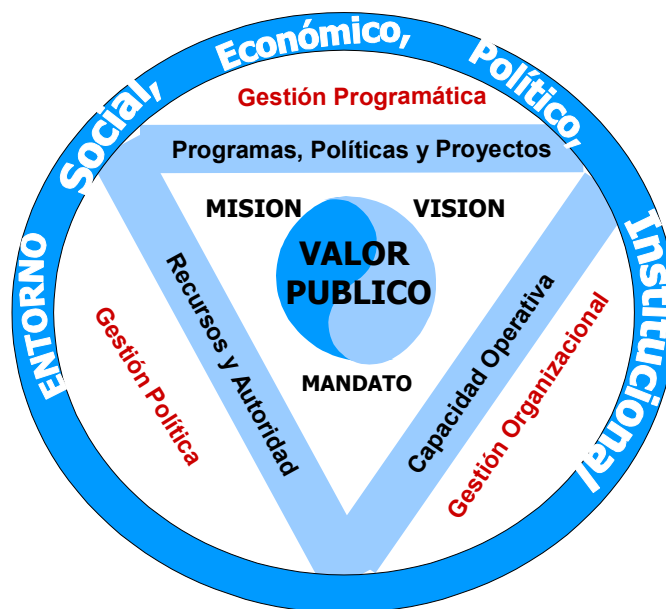 ENTORNO Social, Económico, Político, Institucional
Gestión Programática
Programas, Políticas y Proyectos
MISION
VISION
VALOR
PUBLICO
MANDATO
Recursos y Autoridad
Gestión Política
Capacidad Operativa
Gestión Organizacional